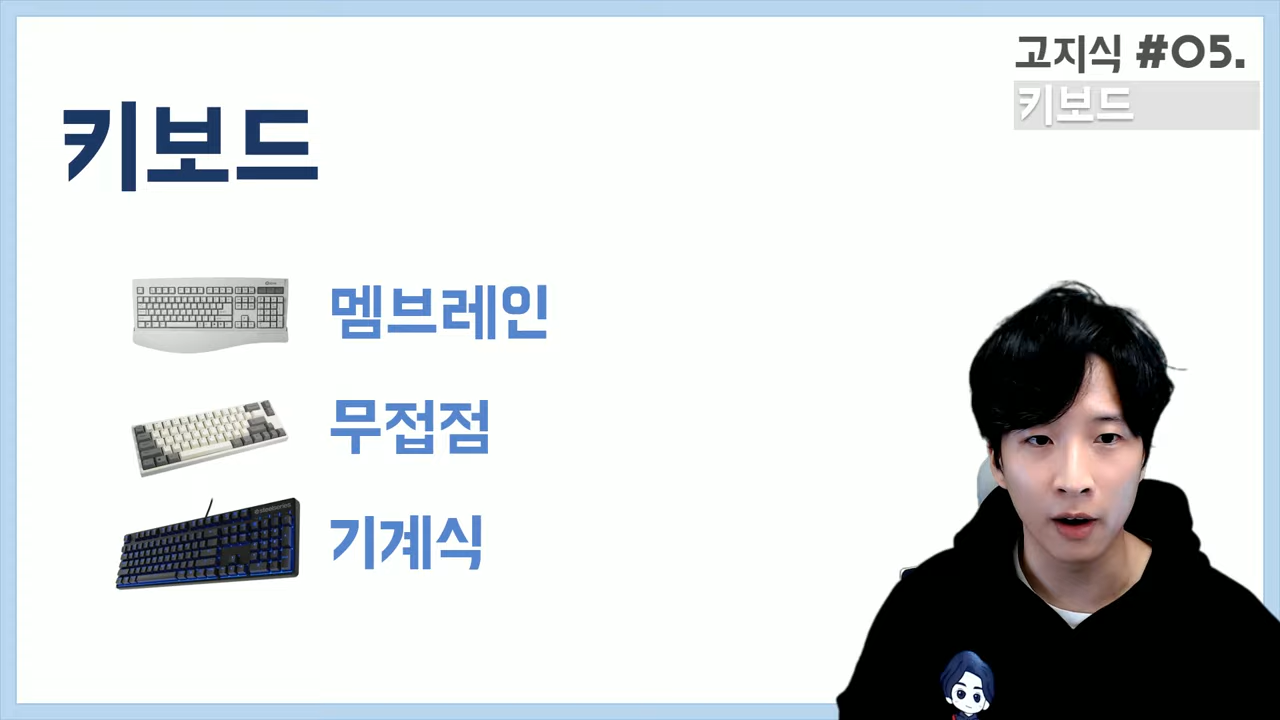 고지식 #05.
키보드
키보드
멤브레인
무접점
기계식
steelseries